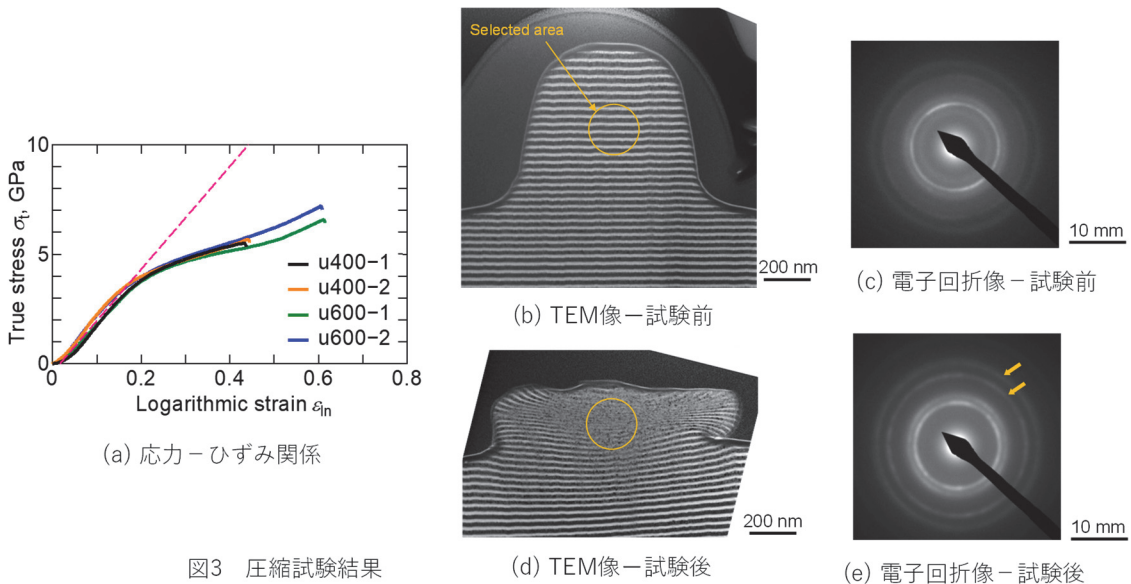 Selected area
10
5
0
0
0.2
0.4
0.6
0.8
True stress σt, GPa
Logarithmic strain εln
u400-1
u400-2
u600-1
u600-2
(a) 応力－ひずみ関係
200 nm
(b) TEM像ー試験前
10 mm
(c) 電子回折像－試験前
200 nm
(d) TEM像ー試験後
10 mm
(e) 電子回折像－試験後
図3 圧縮試験結果